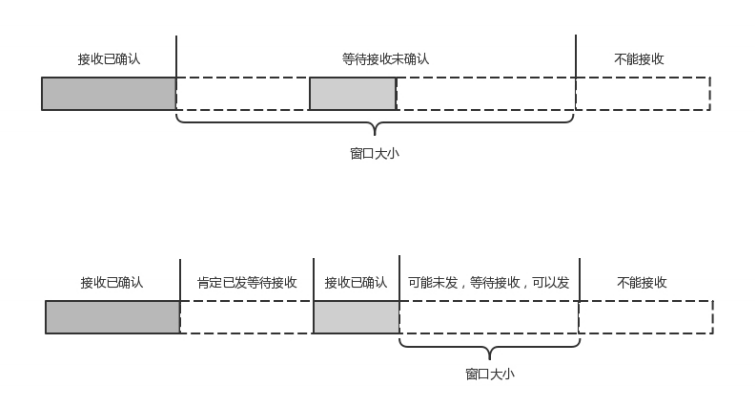 接收已确认
等待接收未确认
不能接收
窗口大小
接收已确认
肯定已发等待接收
接收已确认
可能未发，等待接收，可以发
不能接收
窗口大小